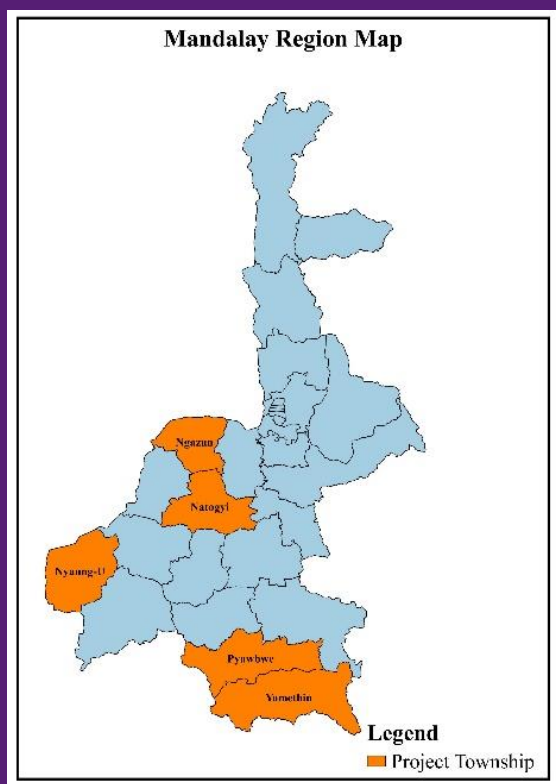 Mandalay Region Map
Ngazun
Natogyi
Nyaung-U
Pyawbwe
Yamethin
Legend
Project Township